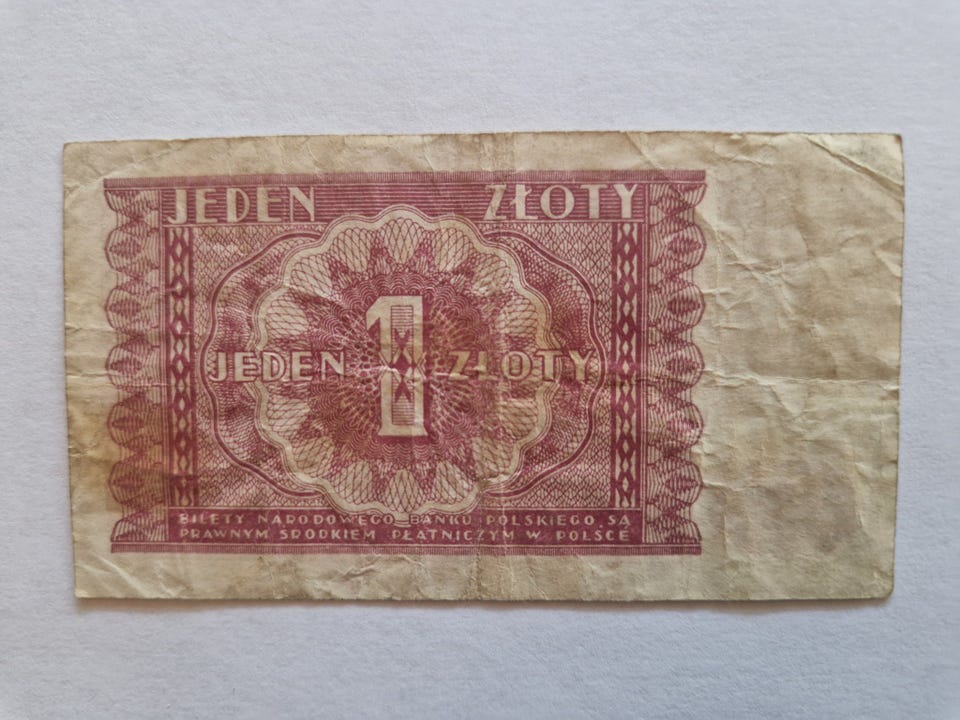 JEDEN ZŁOTY
JEDEN 1 ZŁOTY
BILETY NARODOWEGO BANKU POLSKIEGO SĄ
PRAWNYM ŚRODKIEM PŁATNICZYM W POLSCE